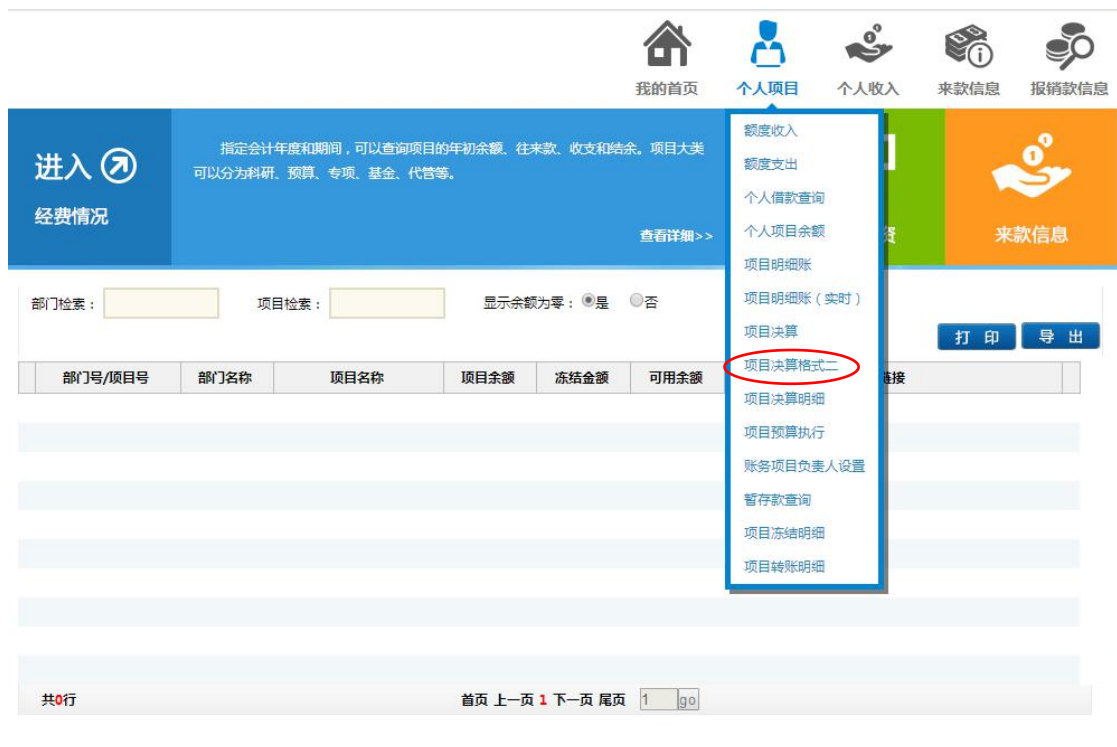 我的首页 个人项目 个人收入 来款信息 报销款信息
进入
经费情况
指定会计年度和期间，可以查询项目的年初余额、往来款、收支和结余。项目大类
可以分为科研、预算、专项、基金、代管等。
查看详细>>
资
来款信息
额度收入
额度支出
个人借款查询
个人项目余额
项目明细账
项目明细账（实时）
项目决算
项目决算格式二
项目决算明细
项目预算执行
账务项目负责人设置
暂存款查询
项目冻结明细
项目转账明细
部门检索： 项目检索： 显示余额为零： 是 否
打 印 导 出
部门号/项目号 部门名称 项目名称 项目余额 冻结金额 可用余额 链接
共0行 首页 上一页 1 下一页 尾页 1 go